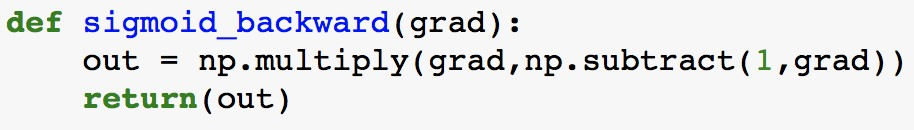 def sigmoid_backward(grad):
    out = np.multiply(grad,np.subtract(1,grad))
    return(out)